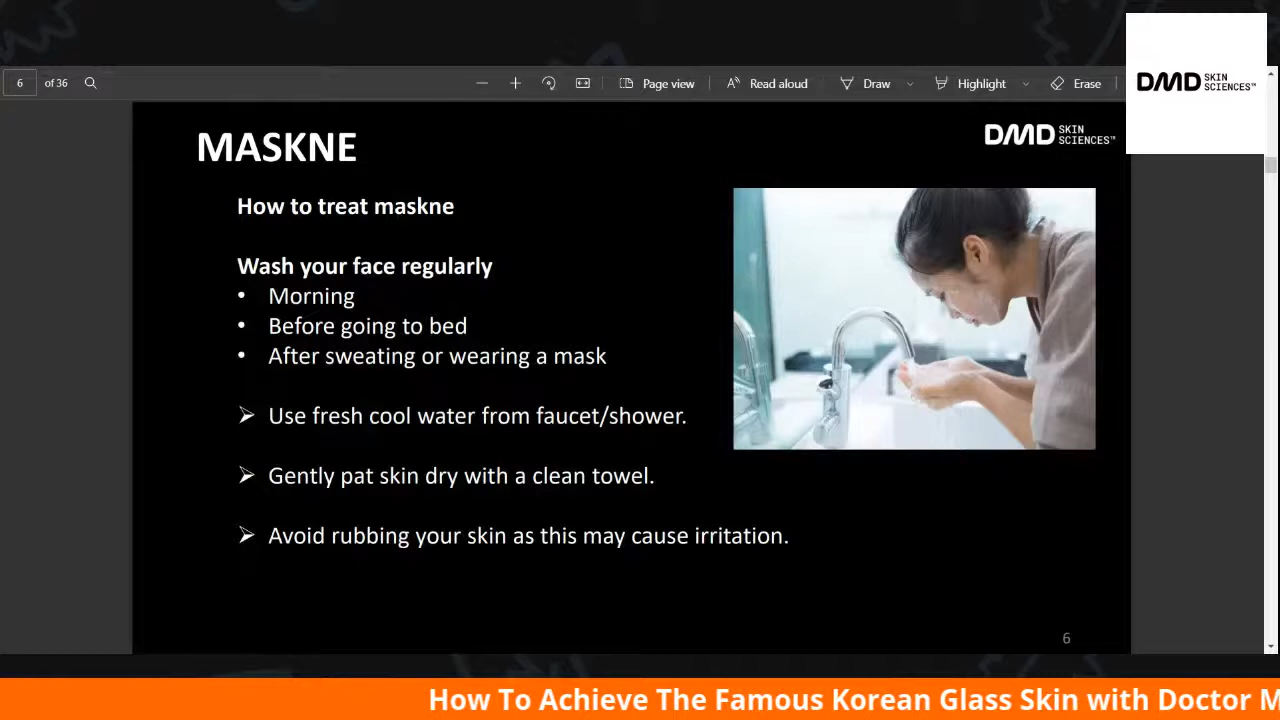 6 of 36 Page view Read aloud Draw Highlight Erase
DMD SKIN SCIENCES™
MASKNE
DMD SKIN SCIENCES™
How to treat maskne
Wash your face regularly
• Morning
• Before going to bed
• After sweating or wearing a mask
➢ Use fresh cool water from faucet/shower.
➢ Gently pat skin dry with a clean towel.
➢ Avoid rubbing your skin as this may cause irritation.
6
How To Achieve The Famous Korean Glass Skin with Doctor M